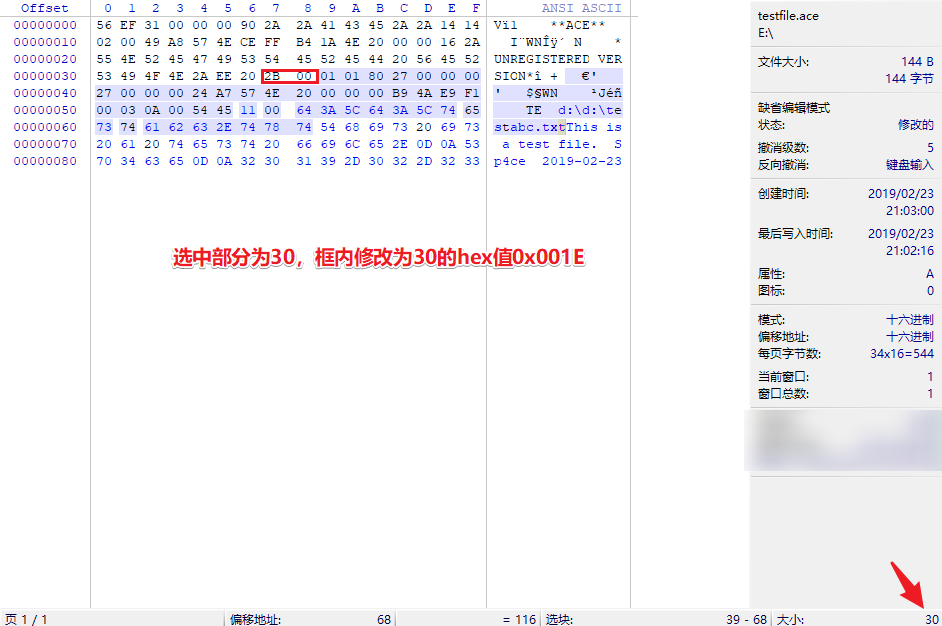 Offset 0 1 2 3 4 5 6 7 8 9 A B C D E F ANSI ASCII
00000000 56 EF 31 00 00 00 90 2A 2A 41 43 45 2A 2A 14 14 Vï1 **ACE**
00000010 02 00 49 A8 57 4E CE FF B4 1A 4E 20 00 00 16 2A I¨WNÎÿ´ N *
00000020 55 4E 52 45 47 49 53 54 45 52 45 44 20 56 45 52 UNREGISTERED VER
00000030 53 49 4F 4E 2A EE 20 2B 00 01 01 80 27 00 00 00 SION*î + €'
00000040 27 00 00 00 24 A7 57 4E 20 00 00 00 B9 4A E9 F1 ' $§WN ¹Jéñ
00000050 00 03 0A 00 54 45 11 00 64 3A 5C 64 3A 5C 74 65 TE d:\d:\te
00000060 73 74 61 62 63 2E 74 78 74 54 68 69 73 20 69 73 stabc.txtThis is
00000070 20 61 20 74 65 73 74 20 66 69 6C 65 2E 0D 0A 53 a test file. S
00000080 70 34 63 65 0D 0A 32 30 31 39 2D 30 32 2D 32 33 p4ce 2019-02-23
选中部分为30，框内修改为30的hex值0x001E
testfile.ace
E:\
文件大小: 144 B
144 字节
缺省编辑模式
状态: 修改的
撤消级数: 5
反向撤消: 键盘输入
创建时间: 2019/02/23
21:03:00
最后写入时间: 2019/02/23
21:02:16
属性: A
图标: 0
模式: 十六进制
偏移地址: 十六进制
每页字节数: 34x16=544
当前窗口: 1
窗口总数: 1
页 1 / 1 偏移地址: 68 = 116 选块: 39 - 68 大小: 30